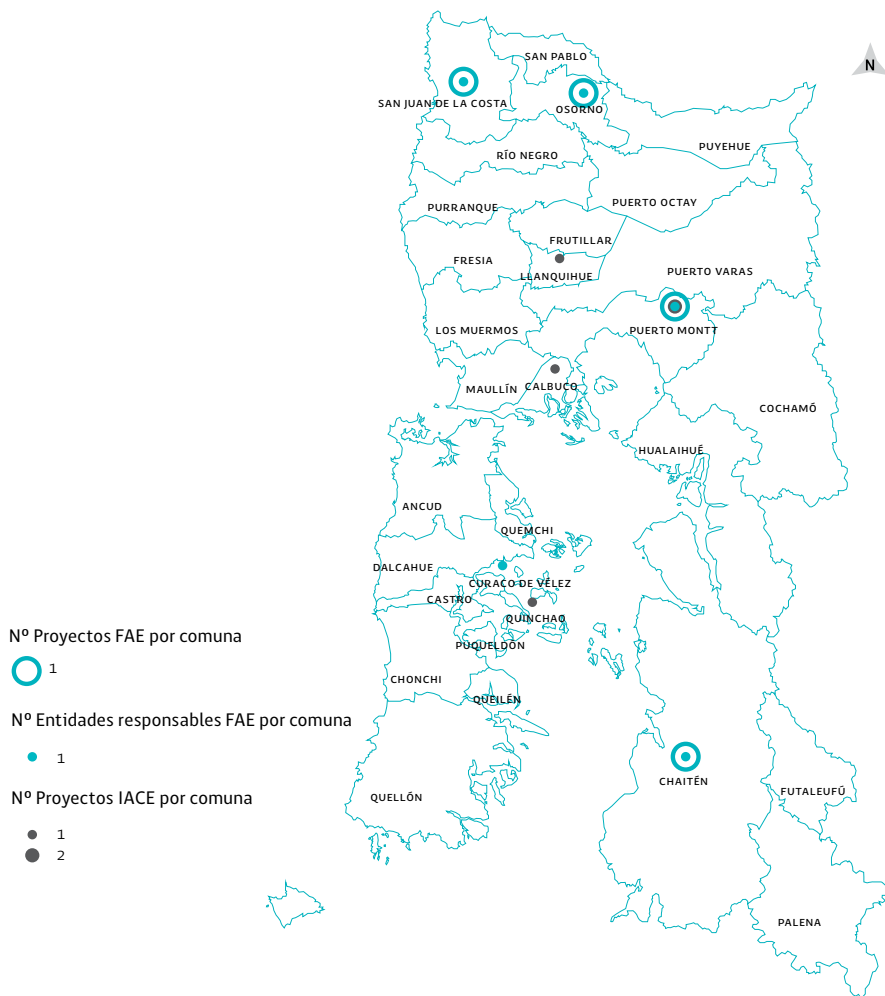 SAN PABLO
N
SAN JUAN DE LA COSTA
OSORNO
PUYEHUE
RÍO NEGRO
PURRANQUE
PUERTO OCTAY
FRUTILLAR
FRESIA
LLANQUIHUE
PUERTO VARAS
LOS MUERMOS
PUERTO MONTT
MAULLÍN
CALBUCO
COCHAMÓ
HUALAIHUÉ
ANCUD
QUEMCHI
DALCAHUE
CURACO DE VÉLEZ
CASTRO
QUINCHAO
PUQUELDÓN
CHONCHI
QUEILÉN
CHAITÉN
FUTALEUFÚ
QUELLÓN
PALENA
Nº Proyectos FAE por comuna
1
Nº Entidades responsables FAE por comuna
1
Nº Proyectos IACE por comuna
1
2